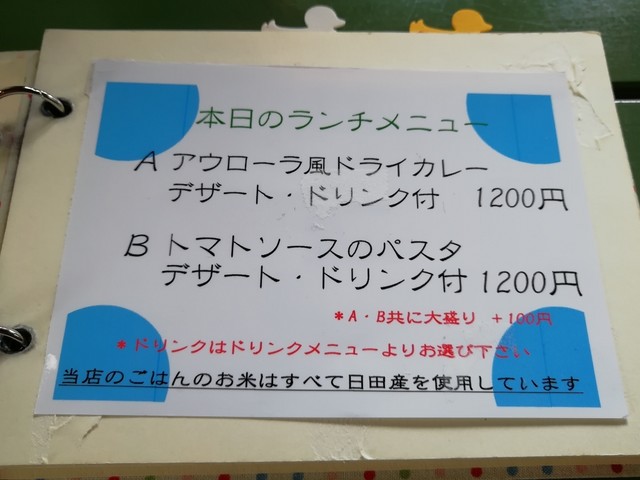 本日のランチメニュー
A アウローラ風ドライカレー
デザート・ドリンク付 1200円
B トマトソースのパスタ
デザート・ドリンク付 1200円
*A・B共に大盛り +100円
*ドリンクはドリンクメニューよりお選び下さい
当店のごはんのお米はすべて日田産を使用しています